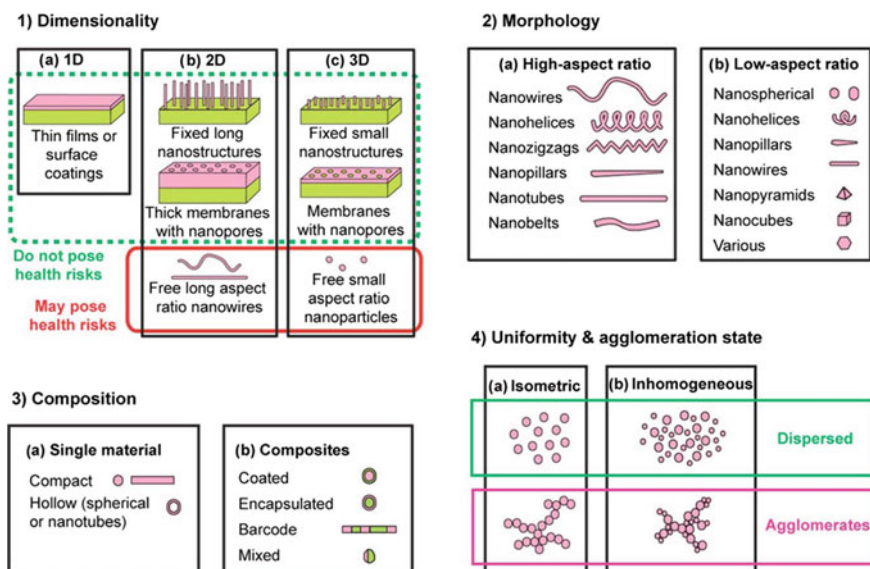 1) Dimensionality
(a) 1D
Thin films or
surface
coatings
(b) 2D
Fixed long
nanostructures
Thick membranes
with nanopores
Free long aspect
ratio nanowires
(c) 3D
Fixed small
nanostructures
Membranes
with nanopores
Free small
aspect ratio
nanoparticles
Do not pose
health risks
May pose
health risks
2) Morphology
(a) High-aspect ratio
Nanowires
Nanohelices
Nanozigzags
Nanopillars
Nanotubes
Nanobelts
(b) Low-aspect ratio
Nanospherical
Nanohelices
Nanopillars
Nanowires
Nanopyramids
Nanocubes
Various
3) Composition
(a) Single material
Compact
Hollow (spherical
or nanotubes)
(b) Composites
Coated
Encapsulated
Barcode
Mixed
4) Uniformity & agglomeration state
(a) Isometric
(b) Inhomogeneous
Dispersed
Agglomerates